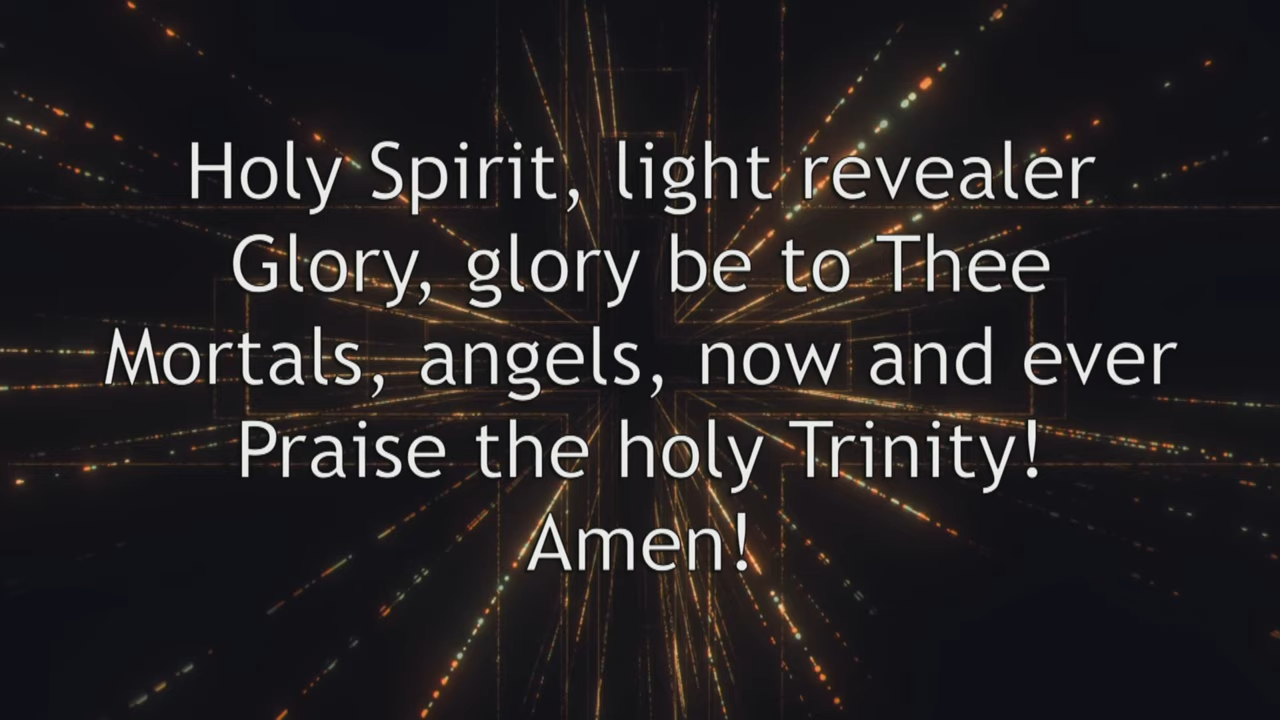 Holy Spirit, light revealer
Glory, glory be to Thee
Mortals, angels, now and ever
Praise the holy Trinity!
Amen!